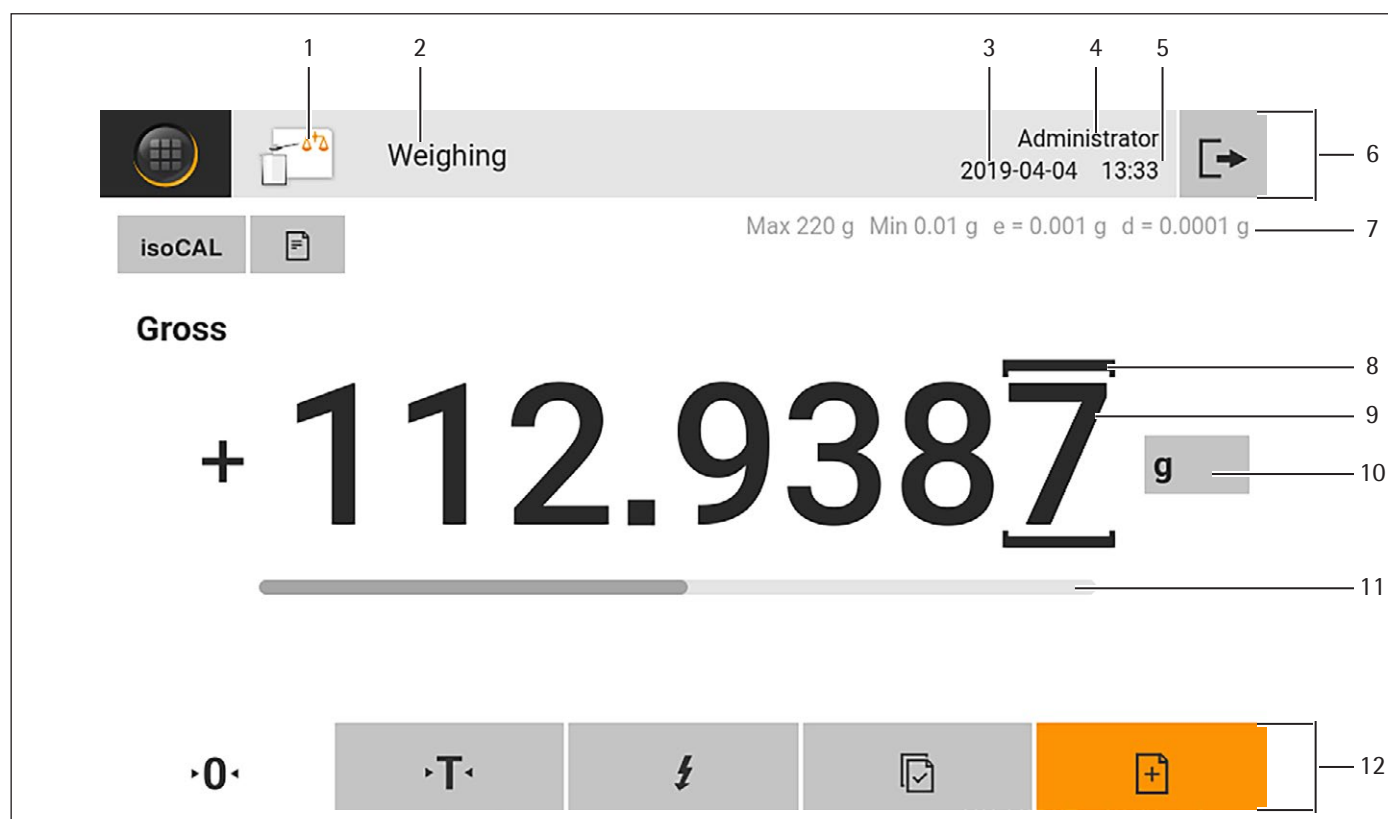 1 2 3 4 5
Weighing
Administrator
2019-04-04 13:33
6
isoCAL
Max 220 g Min 0.01 g e = 0.001 g d = 0.0001 g
7
Gross
8
+ 112.9387
9
g
10
11
0
T
12